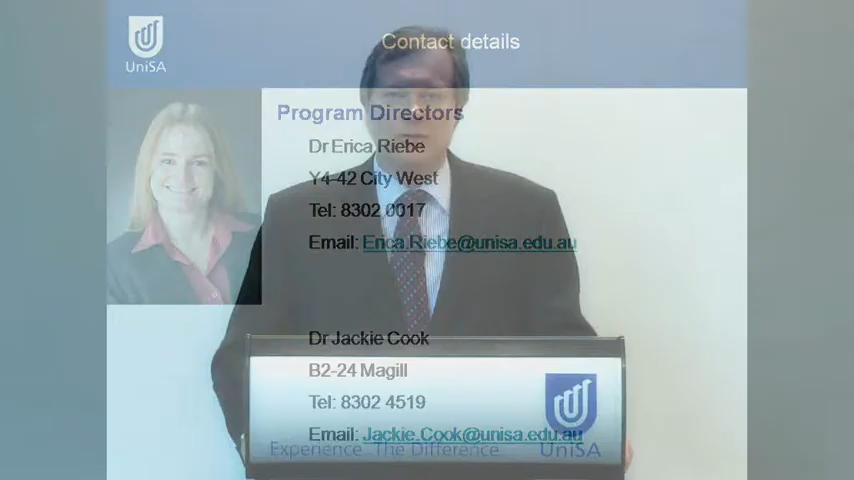 Contact details
UniSA
Program Directors
Dr Erica Riebe
Y4-42 City West
Tel: 8302 0017
Email: Erica.Riebe@unisa.edu.au
Dr Jackie Cook
B2-24 Magill
Tel: 8302 4519
Email: Jackie.Cook@unisa.edu.au
Experience. The Difference.
UniSA